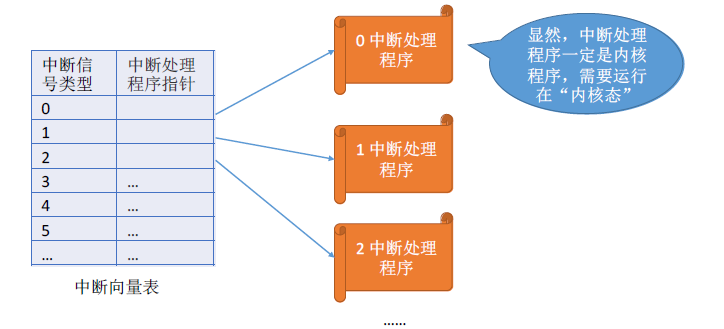 中断信
号类型
中断处理
程序指针
0
1
2
3
...
4
...
5
...
...
...
中断向量表
0 中断处理
程序
1 中断处理
程序
2 中断处理
程序
......
显然，中断处理
程序一定是内核
程序，需要运行
在“内核态”